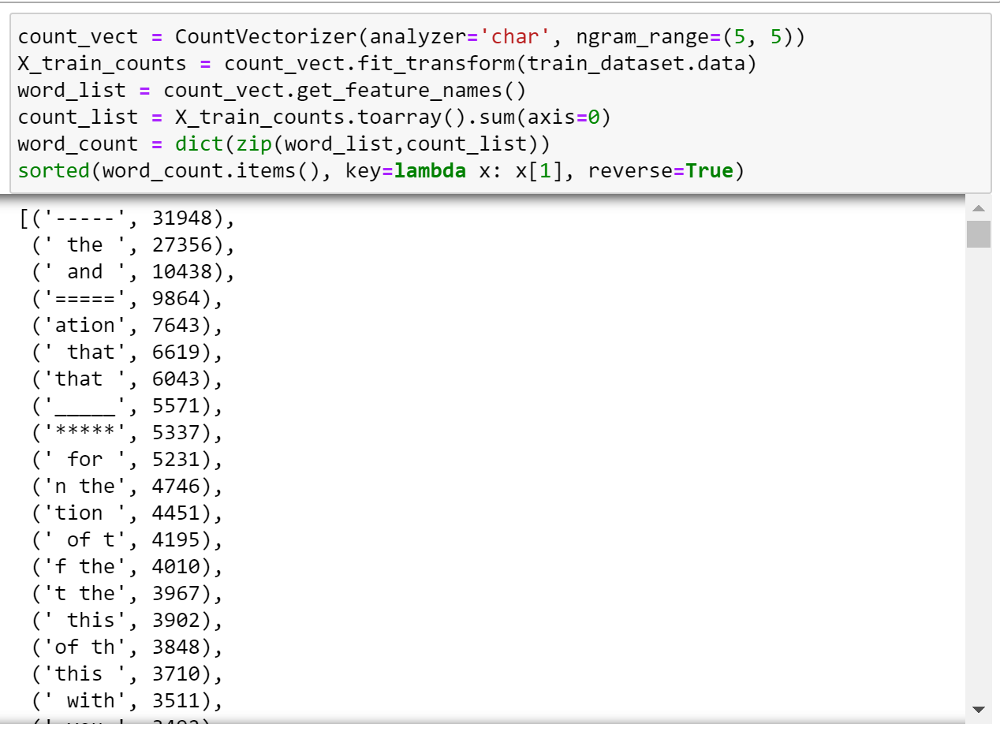 count_vect = CountVectorizer(analyzer='char', ngram_range=(5, 5))
X_train_counts = count_vect.fit_transform(train_dataset.data)
word_list = count_vect.get_feature_names()
count_list = X_train_counts.toarray().sum(axis=0)
word_count = dict(zip(word_list,count_list))
sorted(word_count.items(), key=lambda x: x[1], reverse=True)
[('-----', 31948),
 (' the ', 27356),
 (' and ', 10438),
 ('=====', 9864),
 ('ation', 7643),
 (' that', 6619),
 ('that ', 6043),
 ('_____', 5571),
 ('*****', 5337),
 (' for ', 5231),
 ('n the', 4746),
 ('tion ', 4451),
 (' of t', 4195),
 ('f the', 4010),
 ('t the', 3967),
 (' this', 3902),
 ('of th', 3848),
 ('this ', 3710),
 (' with', 3511),